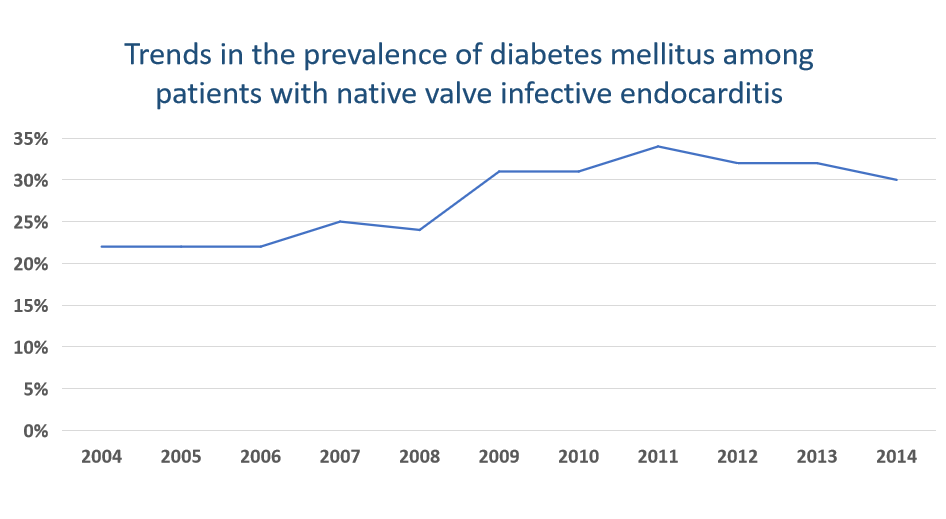 Trends in the prevalence of diabetes mellitus among
patients with native valve infective endocarditis
35%
30%
25%
20%
15%
10%
5%
0%
2004 2005 2006 2007 2008 2009 2010 2011 2012 2013 2014